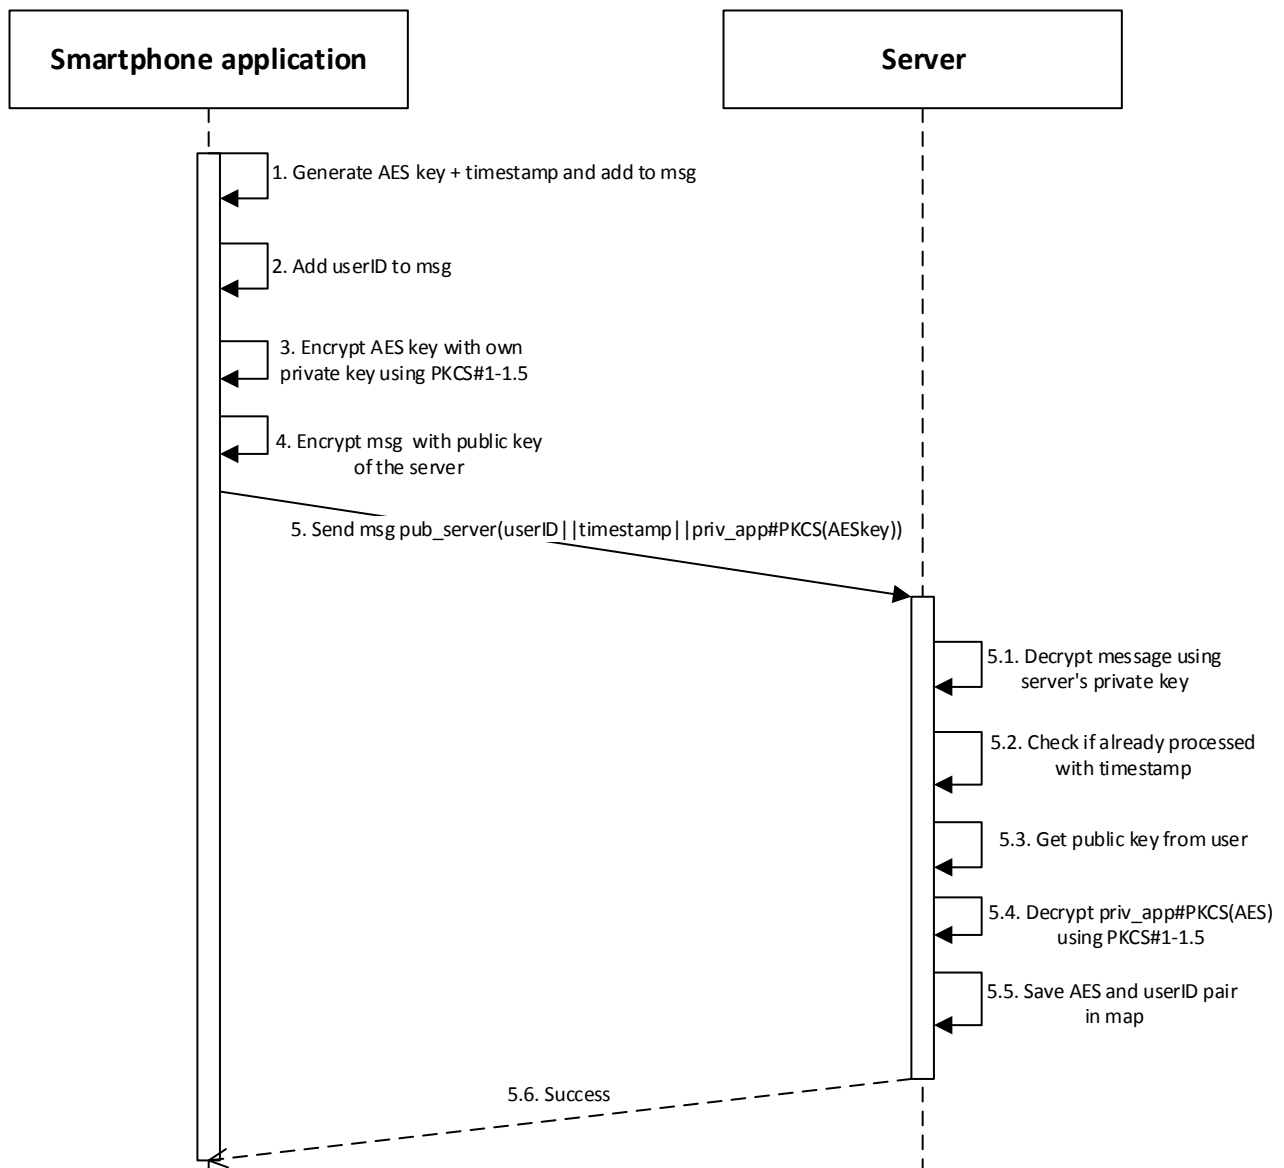 Smartphone application
Server
1. Generate AES key + timestamp and add to msg
2. Add userID to msg
3. Encrypt AES key with own
private key using PKCS#1-1.5
4. Encrypt msg with public key
of the server
5. Send msg pub_server(userID||timestamp||priv_app#PKCS(AESkey))
5.1. Decrypt message using
server's private key
5.2. Check if already processed
with timestamp
5.3. Get public key from user
5.4. Decrypt priv_app#PKCS(AES)
using PKCS#1-1.5
5.5. Save AES and userID pair
in map
5.6. Success